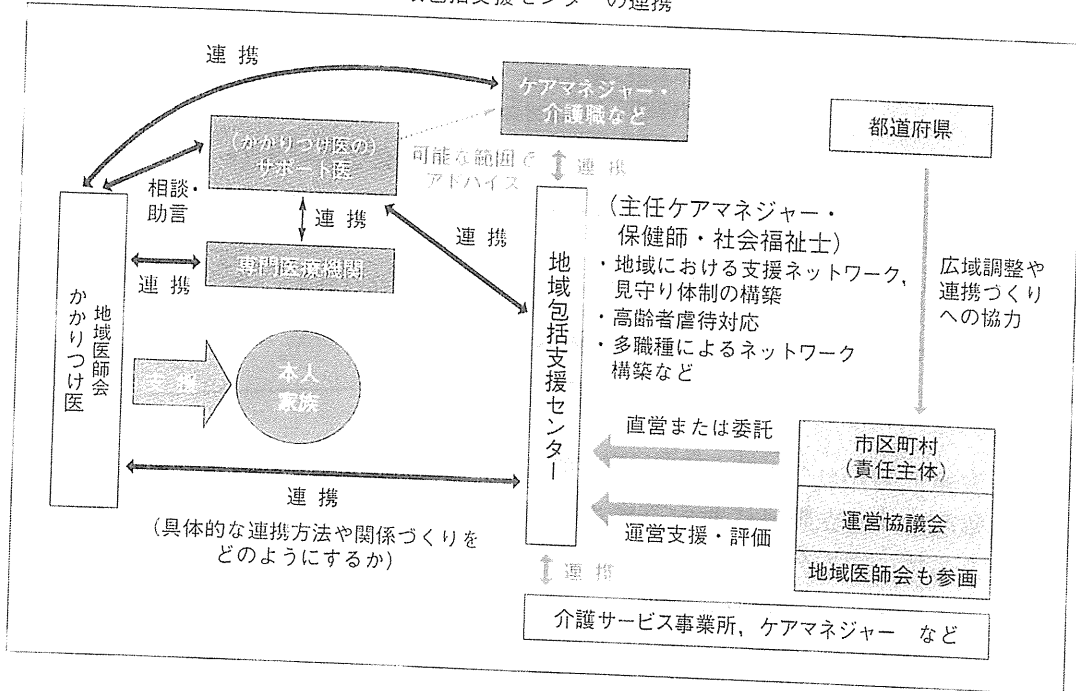 包括支援センターの連携
連 携
ケアマネジャー・
介護職など
都道府県
(かかりつけ医の)
サポート医
可能な範囲で
アドバイス
連 携
相談・
助言
連 携
連 携
専門医療機関
連 携
地域医師会
かかりつけ医
支 援
本人
家族
地域包括支援センター
(主任ケアマネジャー・
保健師・社会福祉士)
・地域における支援ネットワーク,
見守り体制の構築
・高齢者虐待対応
・多職種によるネットワーク
構築など
広域調整や
連携づくり
への協力
直営または委託
市区町村
(責任主体)
運営協議会
地域医師会も参画
運営支援・評価
連 携
(具体的な連携方法や関係づくりを
どのようにするか)
連 携
介護サービス事業所, ケアマネジャー など